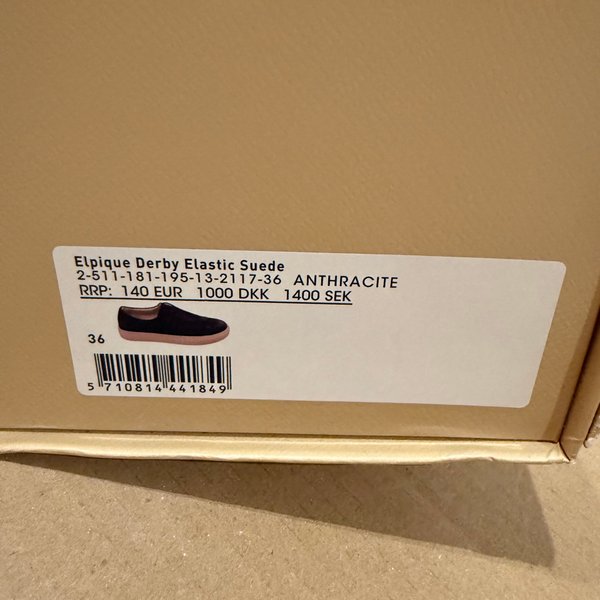 Elpique Derby Elastic Suede
2-511-181-195-13-2117-36 ANTHRACITE
RRP: 140 EUR 1000 DKK 1400 SEK
36
5 710814 441849